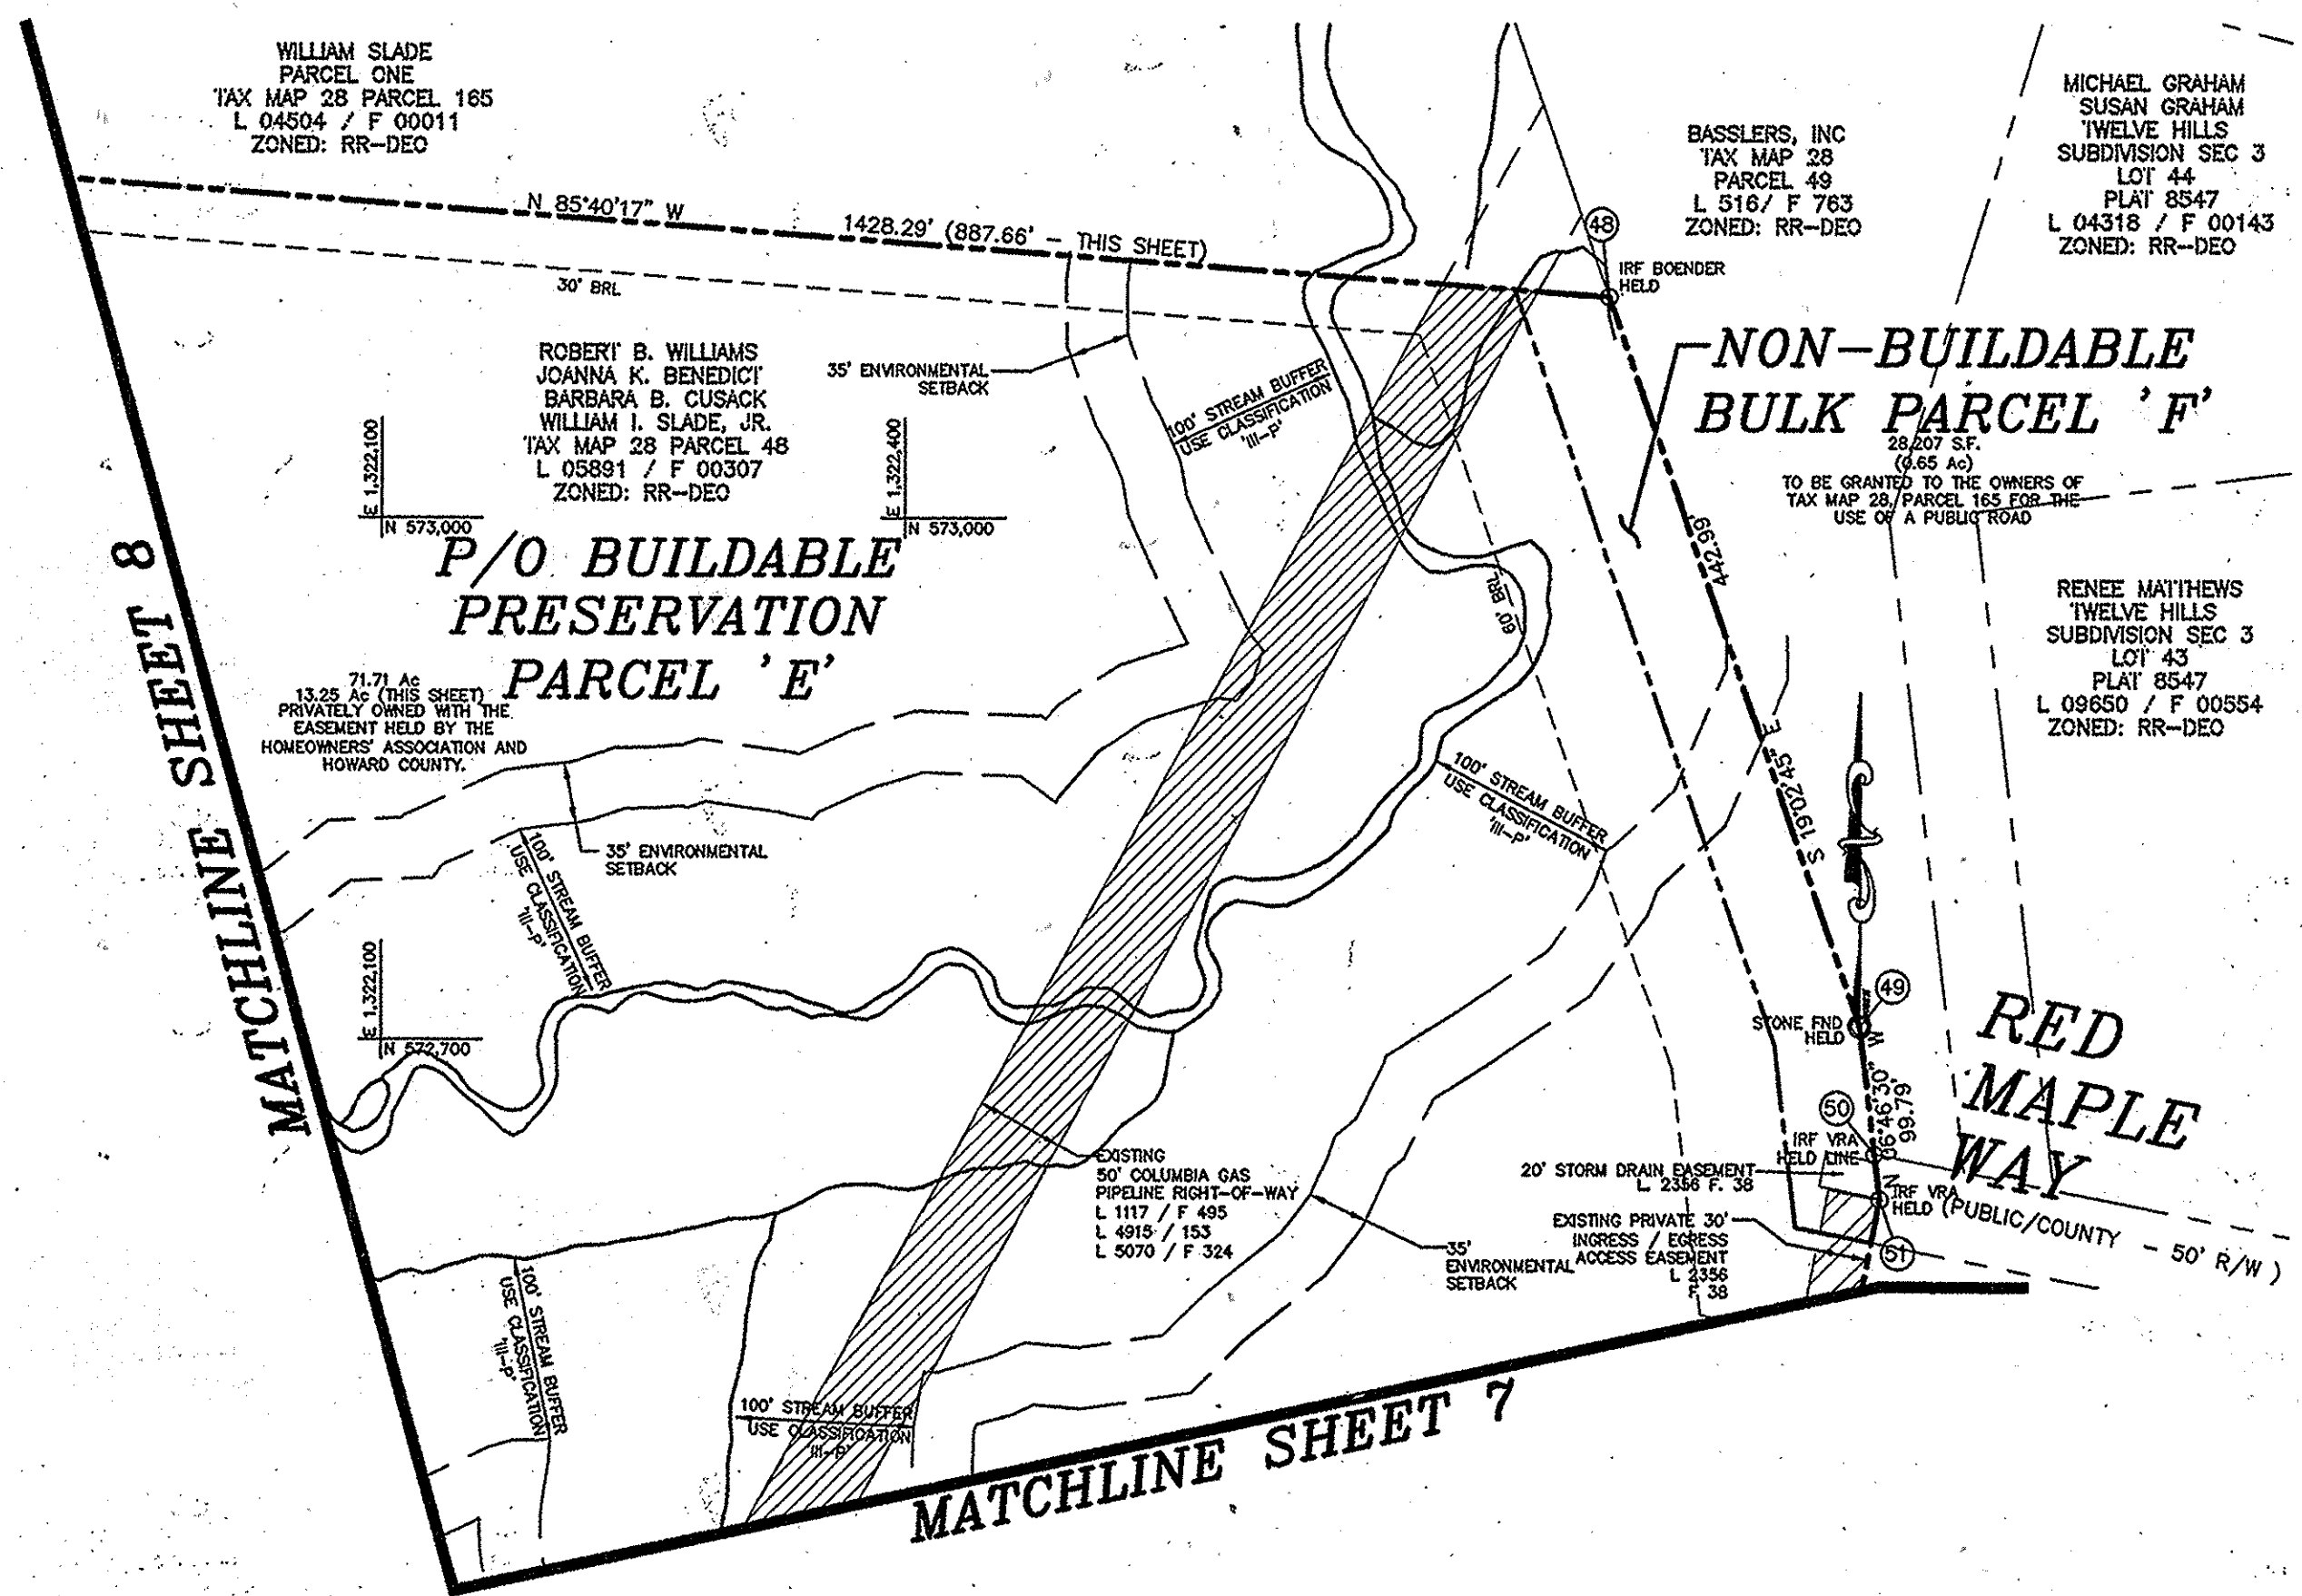 WILLIAM SLADE
PARCEL ONE
TAX MAP 28 PARCEL 165
L 04504 / F 00011
ZONED: RR-DEO
BASSLERS, INC
TAX MAP 28
PARCEL 49
L 516/ F 763
ZONED: RR-DEO
MICHAEL GRAHAM
SUSAN GRAHAM
TWELVE HILLS
SUBDIVISION SEC 3
LOT 44
PLAT 8547
L 04318 / F 00143
ZONED: RR-DEO
N 85°40'17" W
1428.29' (887.66' - THIS SHEET)
48
IRF BOENDER
HELD
30' BRL
ROBERT B. WILLIAMS
JOANNA K. BENEDICT
BARBARA B. CUSACK
WILLIAM I. SLADE, JR.
TAX MAP 28 PARCEL 48
L 05891 / F 00307
ZONED: RR-DEO
35' ENVIRONMENTAL
SETBACK
100' STREAM BUFFER
USE CLASSIFICATION
'III-P'
NON-BUILDABLE
BULK PARCEL 'F'
28,207 S.F.
(0.65 Ac)
TO BE GRANTED TO THE OWNERS OF
TAX MAP 28, PARCEL 165 FOR THE
USE OF A PUBLIC ROAD
E 1,322,100
N 573,000
E 1,322,400
N 573,000
P/O BUILDABLE
PRESERVATION
PARCEL 'E'
71.71 Ac
13.25 Ac (THIS SHEET)
PRIVATELY OWNED WITH THE
EASEMENT HELD BY THE
HOMEOWNERS' ASSOCIATION AND
HOWARD COUNTY.
442.99'
S 19°02'45" E
60' BRL
RENEE MATTHEWS
TWELVE HILLS
SUBDIVISION SEC 3
LOT 43
PLAT 8547
L 09650 / F 00554
ZONED: RR-DEO
MATCHLINE SHEET 8
35' ENVIRONMENTAL
SETBACK
100' STREAM BUFFER
USE CLASSIFICATION
'III-P'
100' STREAM BUFFER
USE CLASSIFICATION
'III-P'
E 1,322,100
N 572,700
49
STONE FND
HELD
RED
MAPLE
WAY
(PUBLIC/COUNTY - 50' R/W )
N 06°46'30" W
99.79'
50
IRF VRA
HELD LINE
20' STORM DRAIN EASEMENT
L. 2356 F. 38
IRF VRA
HELD
51
EXISTING PRIVATE 30'
INGRESS / EGRESS
ACCESS EASEMENT
L 2356
F 38
EXISTING
50' COLUMBIA GAS
PIPELINE RIGHT-OF-WAY
L 1117 / F 495
L 4915 / 153
L 5070 / F 324
35'
ENVIRONMENTAL
SETBACK
100' STREAM BUFFER
USE CLASSIFICATION
'III-P'
100' STREAM BUFFER
USE CLASSIFICATION
'III-P'
MATCHLINE SHEET 7